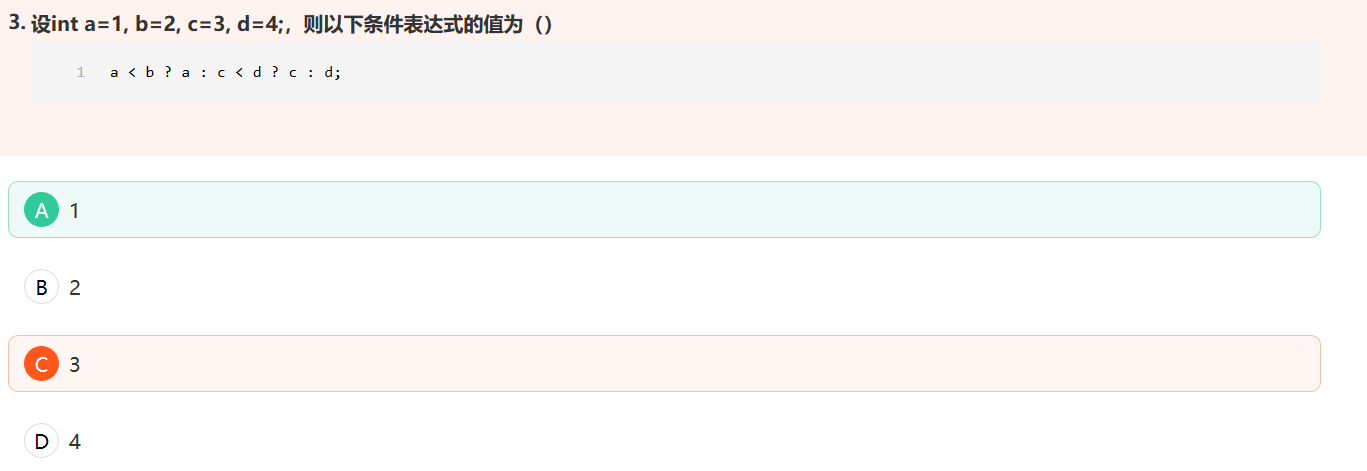 3. 设int a=1, b=2, c=3, d=4;，则以下条件表达式的值为（）
1 a < b ? a : c < d ? c : d;
A 1
B 2
C 3
D 4